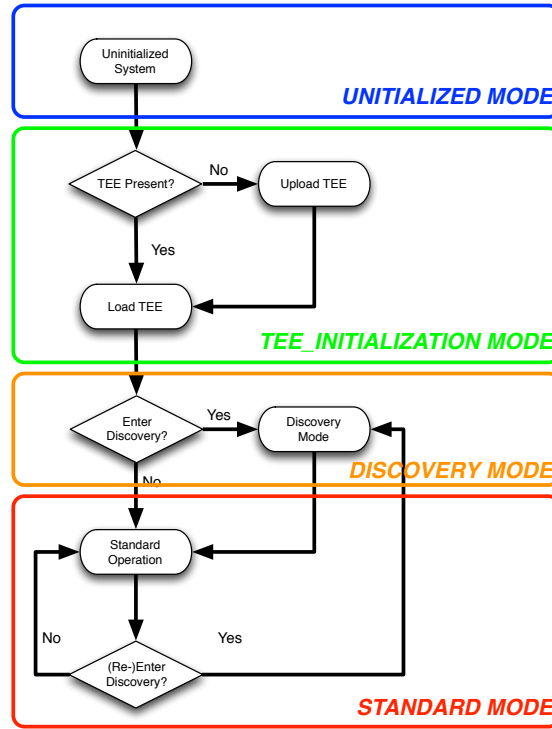 Uninitialized
System
UNITIALIZED MODE
TEE Present?
No
Upload TEE
Yes
Load TEE
TEE_INITIALIZATION MODE
Enter
Discovery?
Yes
Discovery
Mode
DISCOVERY MODE
No
Standard
Operation
No
Yes
(Re-)Enter
Discovery?
STANDARD MODE